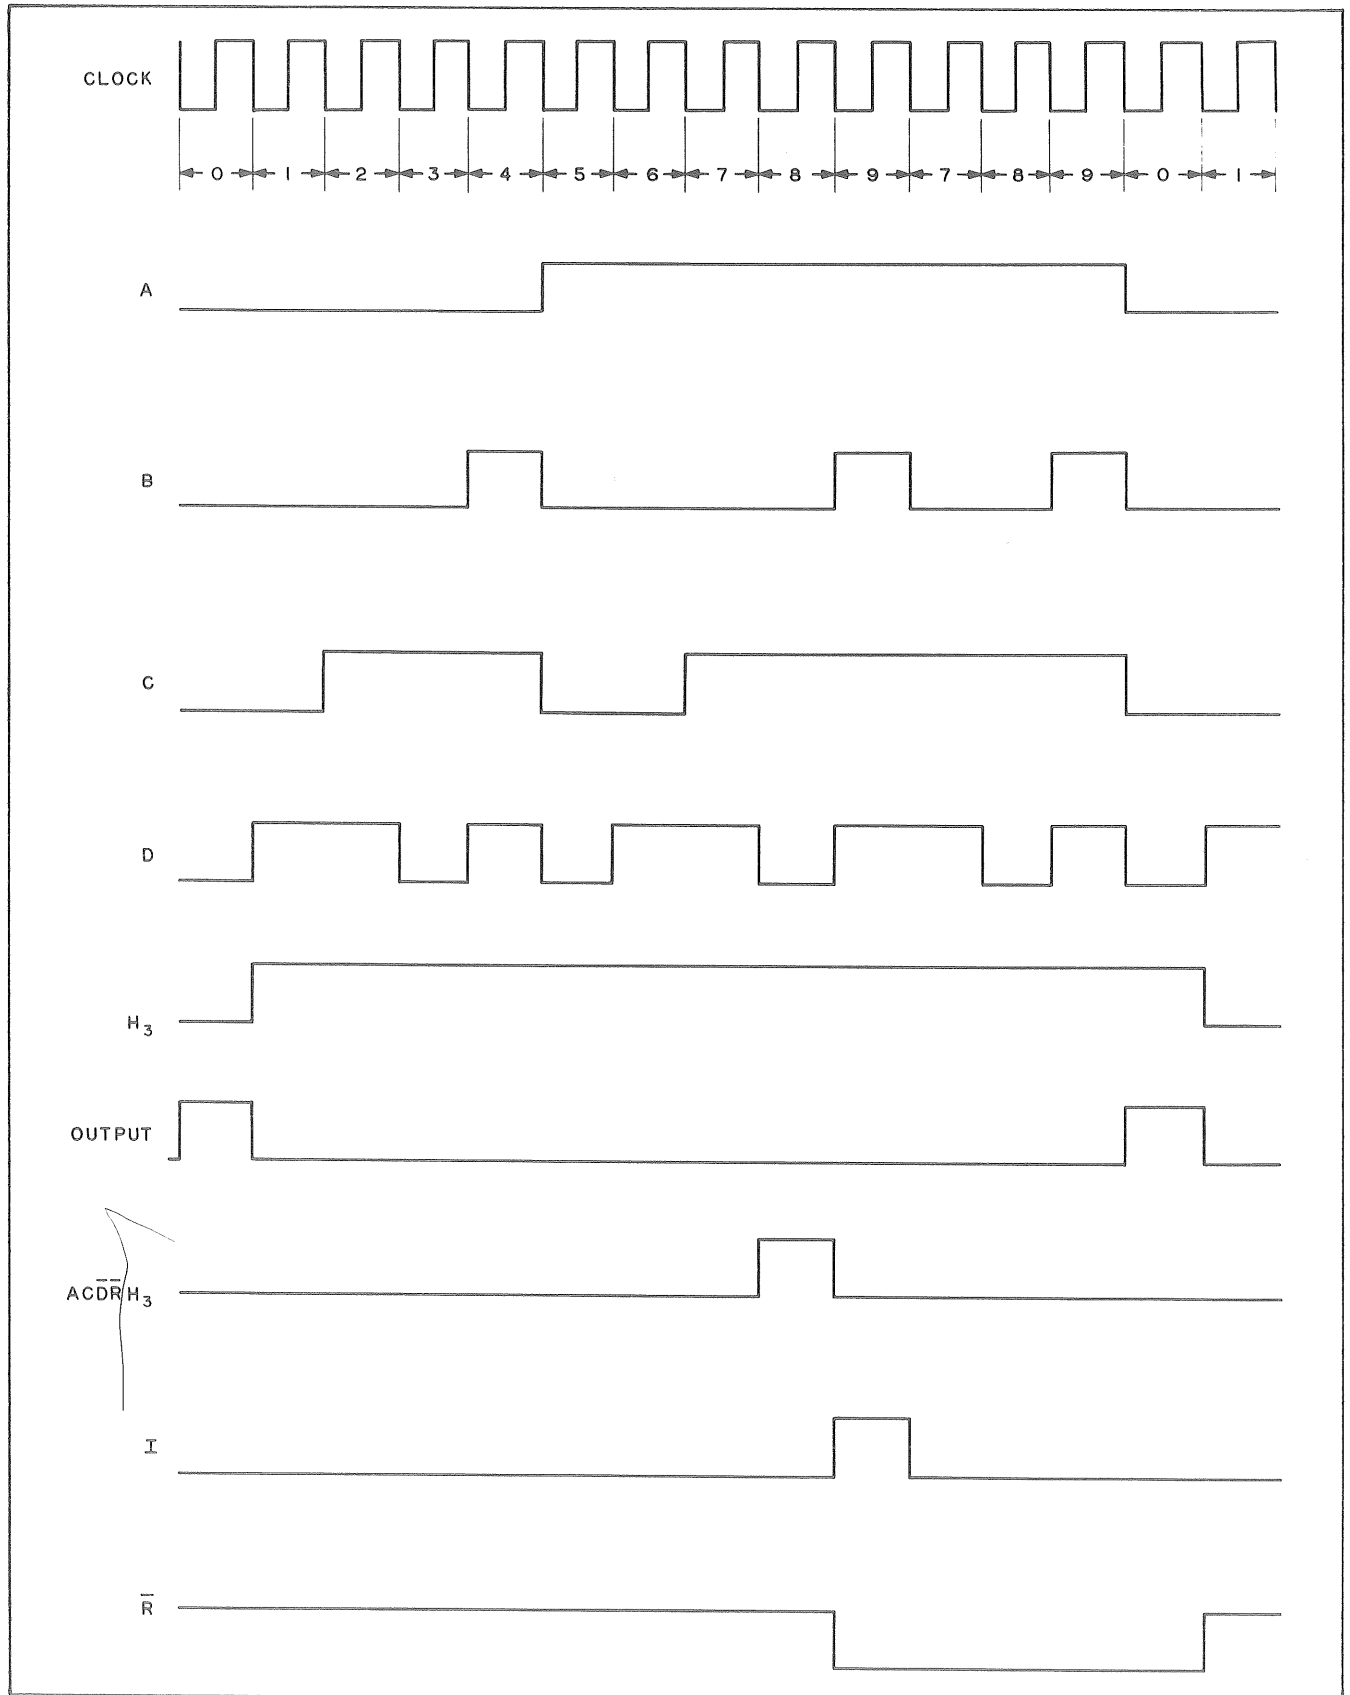 CLOCK
0 1 2 3 4 5 6 7 8 9 7 8 9 0 1
A
B
C
D
H₃
OUTPUT
ACD̅R̅H₃
I
R̅